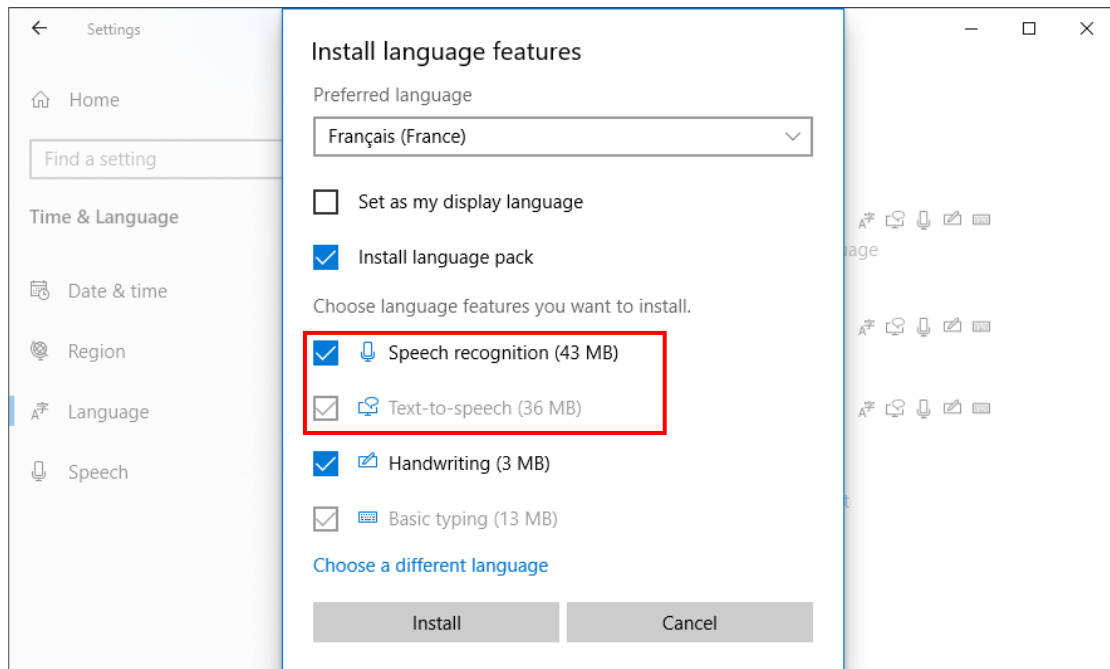 Settings
Home
Find a setting
Time & Language
Date & time
Region
Language
Speech
Install language features
Preferred language
Français (France)
Set as my display language
Install language pack
Choose language features you want to install.
Speech recognition (43 MB)
Text-to-speech (36 MB)
Handwriting (3 MB)
Basic typing (13 MB)
Choose a different language
Install Cancel